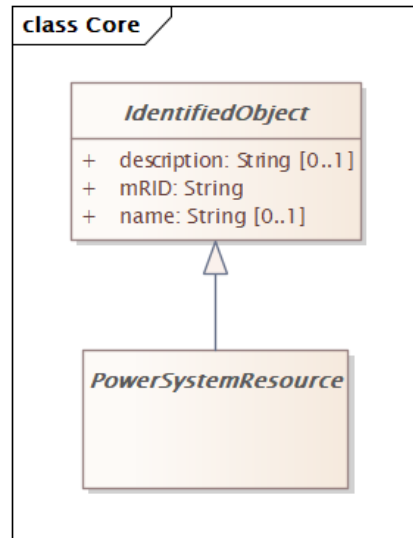 class Core
IdentifiedObject
+ description: String [0..1]
+ mRID: String
+ name: String [0..1]
PowerSystemResource